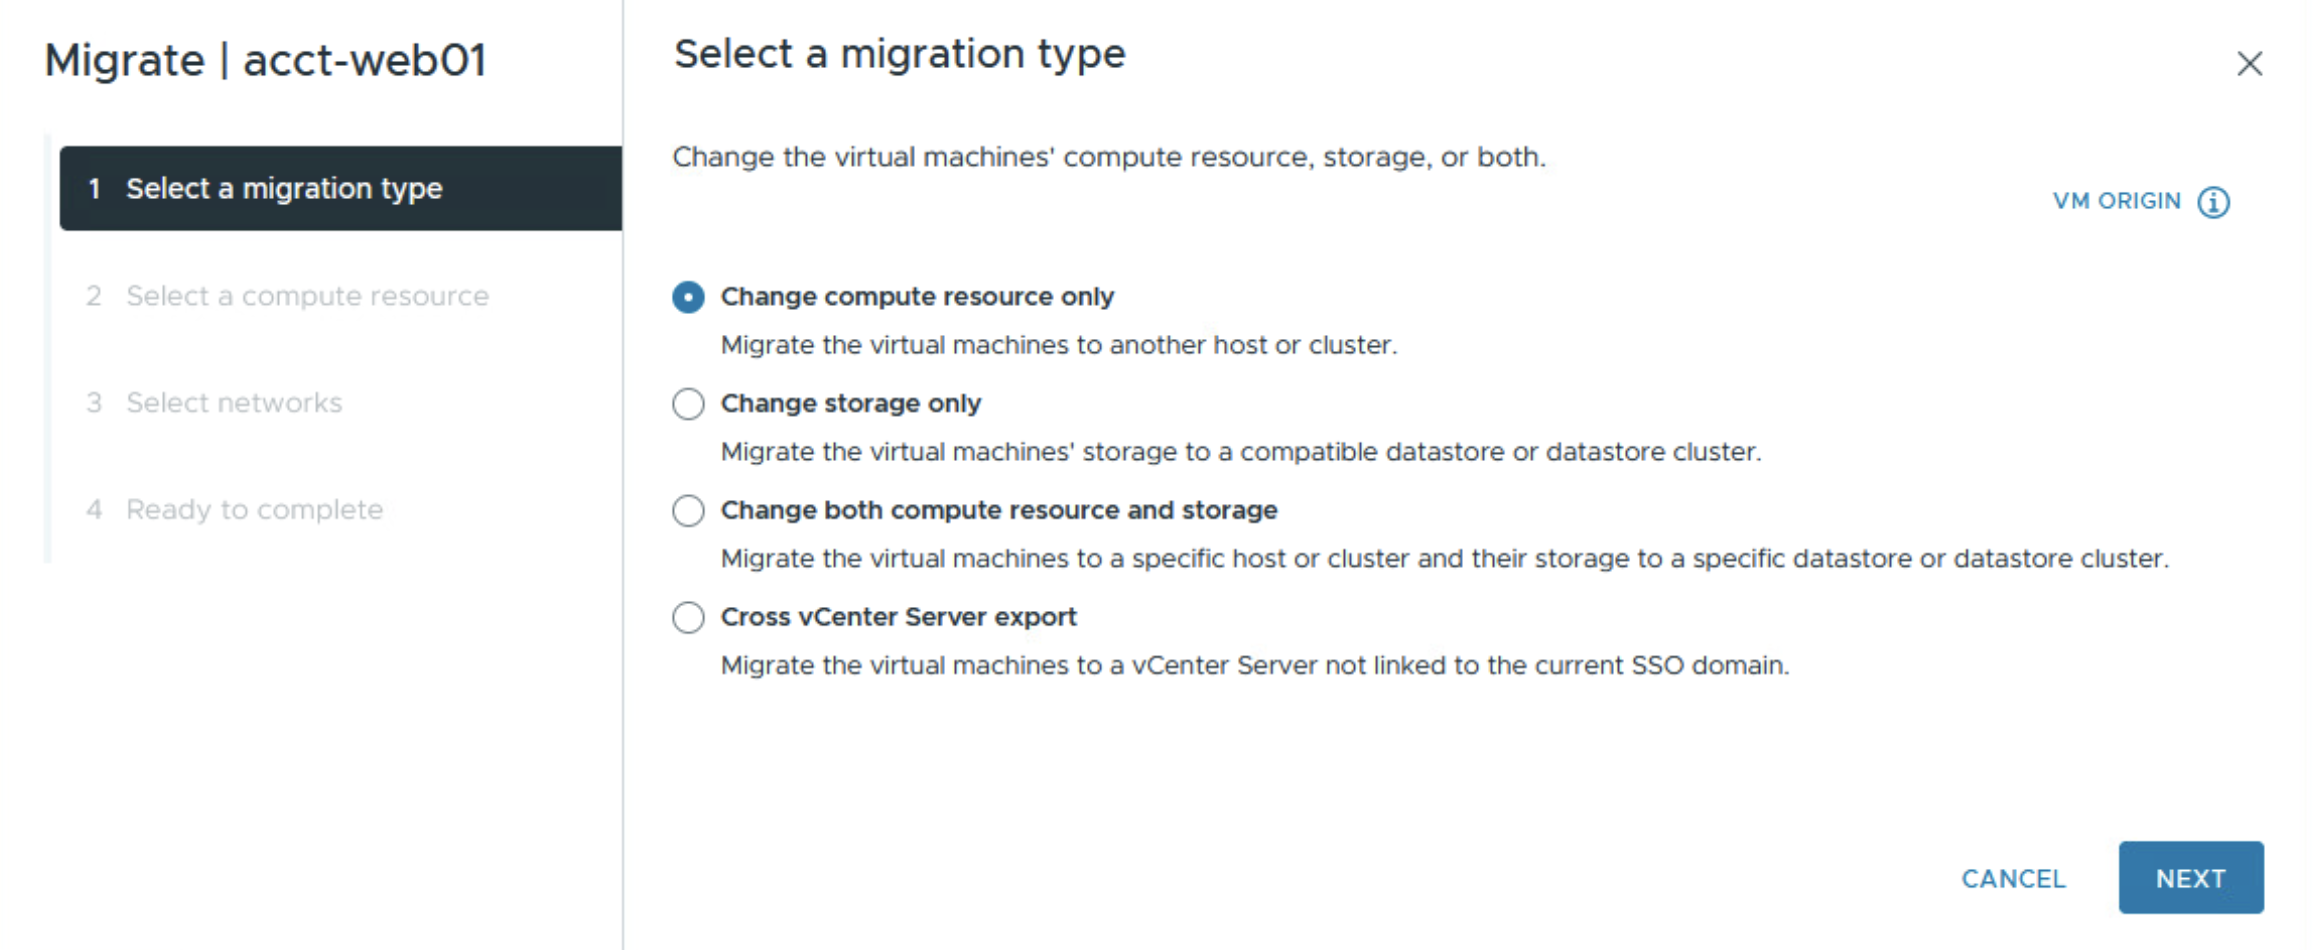 Migrate | acct-web01
1 Select a migration type
2 Select a compute resource
3 Select networks
4 Ready to complete
Select a migration type
Change the virtual machines' compute resource, storage, or both.
VM ORIGIN
Change compute resource only
Migrate the virtual machines to another host or cluster.
Change storage only
Migrate the virtual machines' storage to a compatible datastore or datastore cluster.
Change both compute resource and storage
Migrate the virtual machines to a specific host or cluster and their storage to a specific datastore or datastore cluster.
Cross vCenter Server export
Migrate the virtual machines to a vCenter Server not linked to the current SSO domain.
CANCEL
NEXT